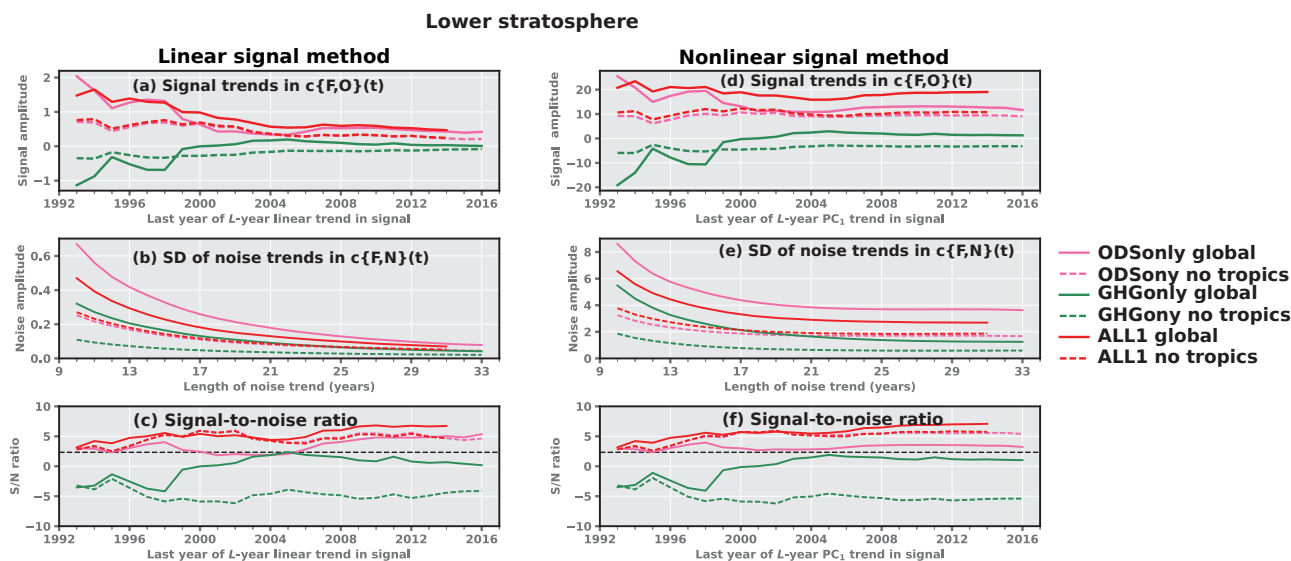 Lower stratosphere
Linear signal method
Nonlinear signal method
(a) Signal trends in c{F,O}(t)
Signal amplitude
2
1
0
−1
1992 1996 2000 2004 2008 2012 2016
Last year of L-year linear trend in signal
(b) SD of noise trends in c{F,N}(t)
Noise amplitude
0.6
0.4
0.2
0.0
9 13 17 21 25 29 33
Length of noise trend (years)
(c) Signal-to-noise ratio
S/N ratio
10
5
0
−5
−10
1992 1996 2000 2004 2008 2012 2016
Last year of L-year linear trend in signal
(d) Signal trends in c{F,O}(t)
Signal amplitude
20
10
0
−10
−20
1992 1996 2000 2004 2008 2012 2016
Last year of L-year PC₁ trend in signal
(e) SD of noise trends in c{F,N}(t)
Noise amplitude
8
6
4
2
0
9 13 17 21 25 29 33
Length of noise trend (years)
(f) Signal-to-noise ratio
S/N ratio
10
5
0
−5
−10
1992 1996 2000 2004 2008 2012 2016
Last year of L-year PC₁ trend in signal
ODSonly global
ODSony no tropics
GHGonly global
GHGony no tropics
ALL1 global
ALL1 no tropics